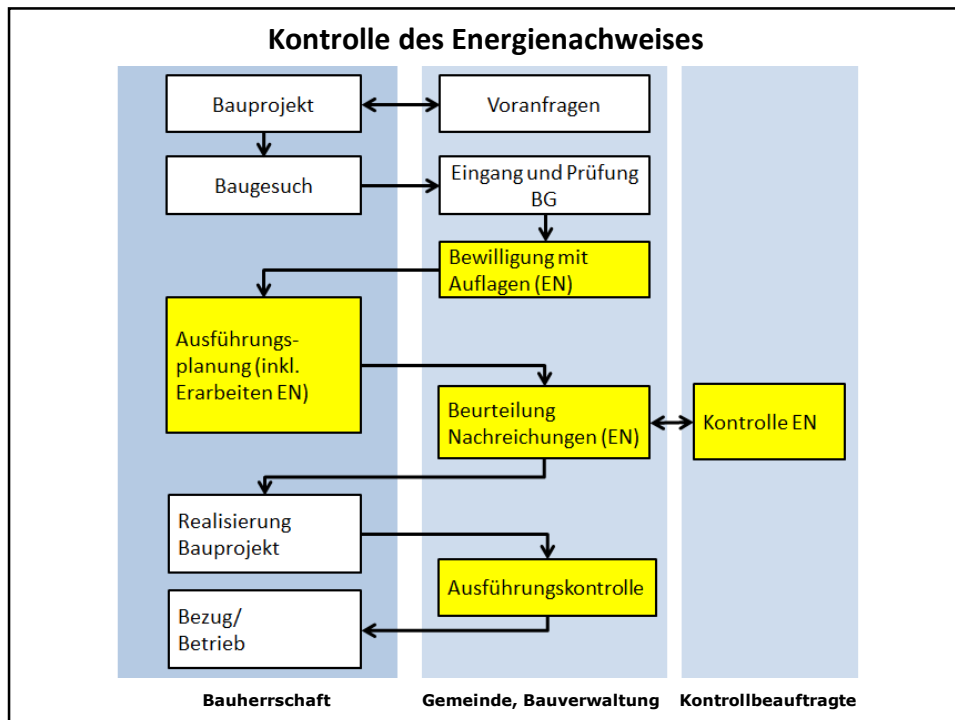 Kontrolle des Energienachweises
Bauprojekt
Voranfragen
Baugesuch
Eingang und Prüfung
BG
Bewilligung mit
Auflagen (EN)
Ausführungs-
planung (inkl.
Erarbeiten EN)
Beurteilung
Nachreichungen (EN)
Kontrolle EN
Realisierung
Bauprojekt
Ausführungskontrolle
Bezug/
Betrieb
Bauherrschaft
Gemeinde, Bauverwaltung
Kontrollbeauftragte